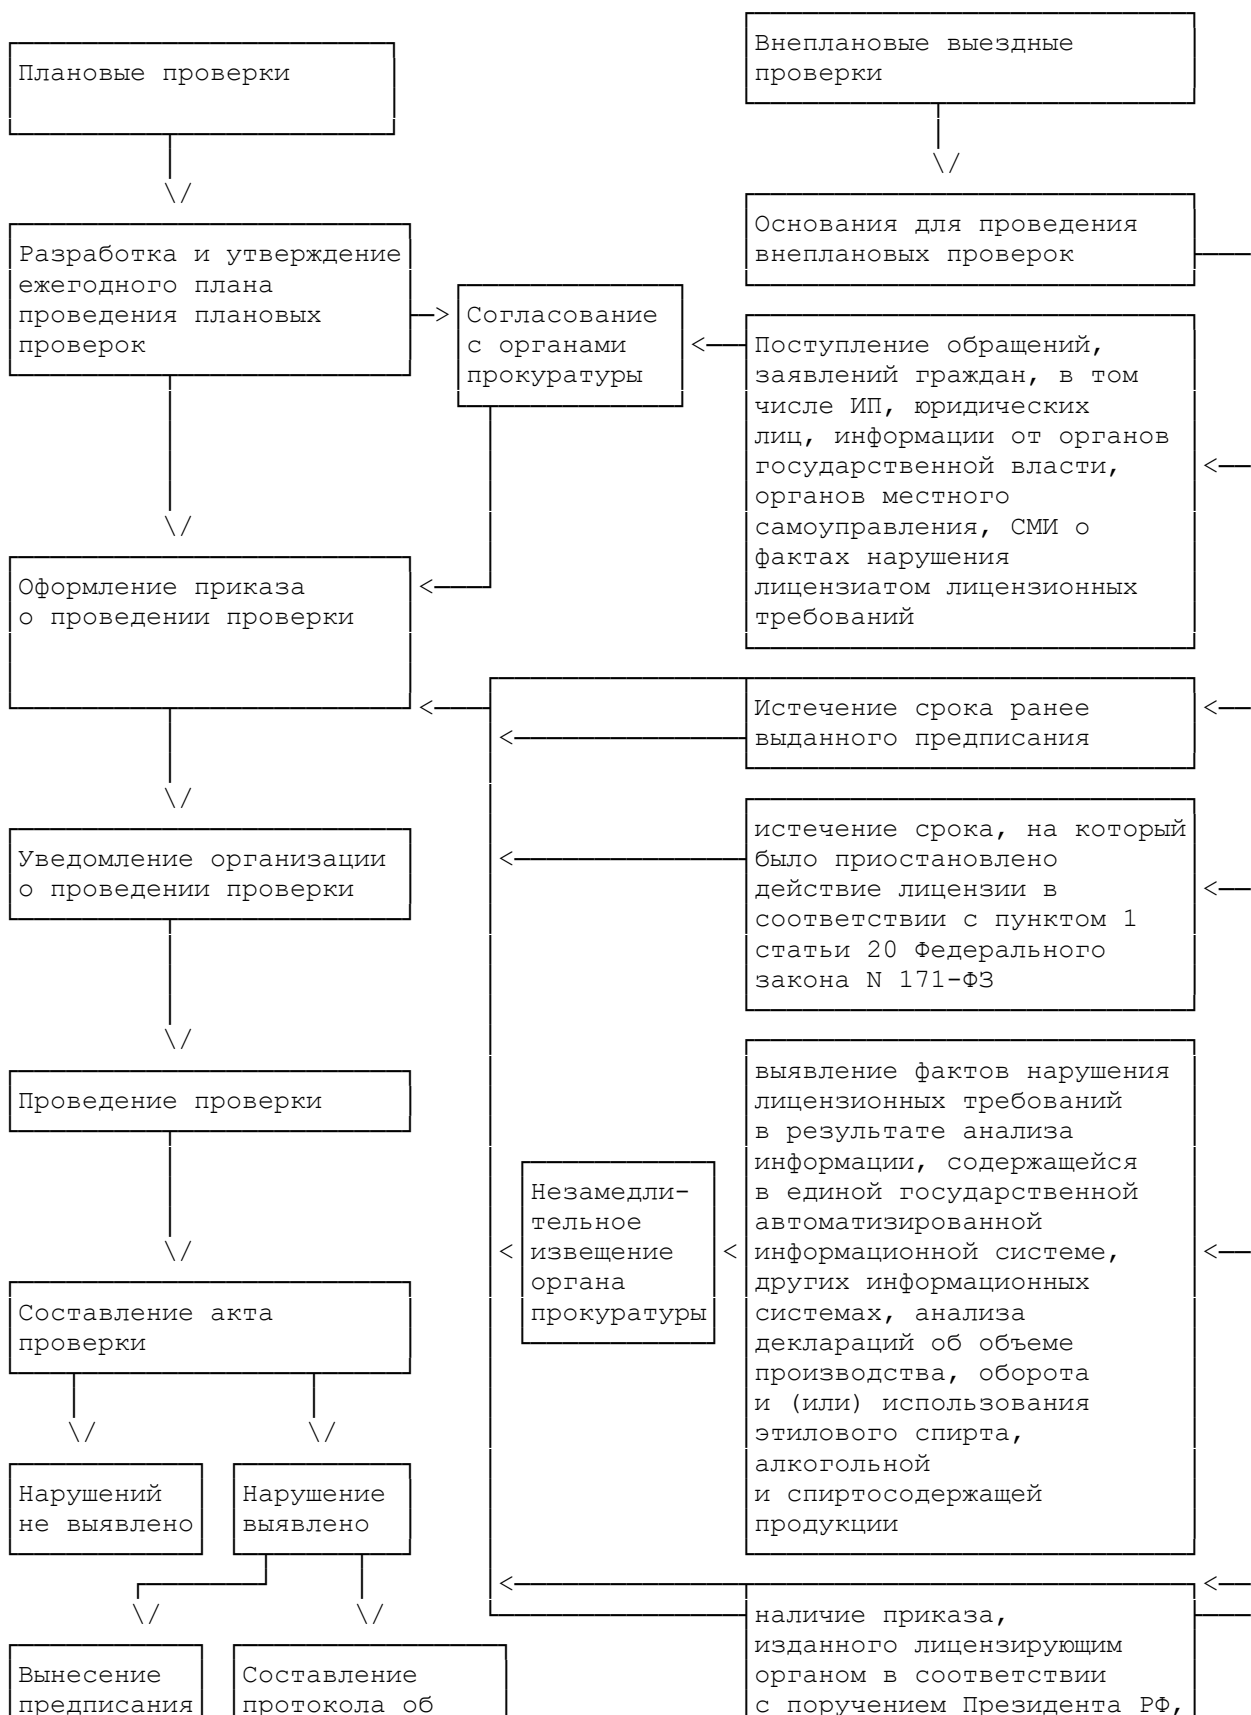 Плановые проверки
Внеплановые выездные
проверки
Разработка и утверждение
ежегодного плана
проведения плановых
проверок
Согласование
с органами
прокуратуры
Основания для проведения
внеплановых проверок
Поступление обращений,
заявлений граждан, в том
числе ИП, юридических
лиц, информации от органов
государственной власти,
органов местного
самоуправления, СМИ о
фактах нарушения
лицензиатом лицензионных
требований
Оформление приказа
о проведении проверки
Истечение срока ранее
выданного предписания
Уведомление организации
о проведении проверки
истечение срока, на который
было приостановлено
действие лицензии в
соответствии с пунктом 1
статьи 20 Федерального
закона N 171-ФЗ
Проведение проверки
выявление фактов нарушения
лицензионных требований
в результате анализа
информации, содержащейся
в единой государственной
автоматизированной
информационной системе,
других информационных
системах, анализа
деклараций об объеме
производства, оборота
и (или) использования
этилового спирта,
алкогольной
и спиртосодержащей
продукции
Незамедли-
тельное
извещение
органа
прокуратуры
Составление акта
проверки
Нарушений
не выявлено
Нарушение
выявлено
Вынесение
предписания
Составление
протокола об
наличие приказа,
изданного лицензирующим
органом в соответствии
с поручением Президента РФ,